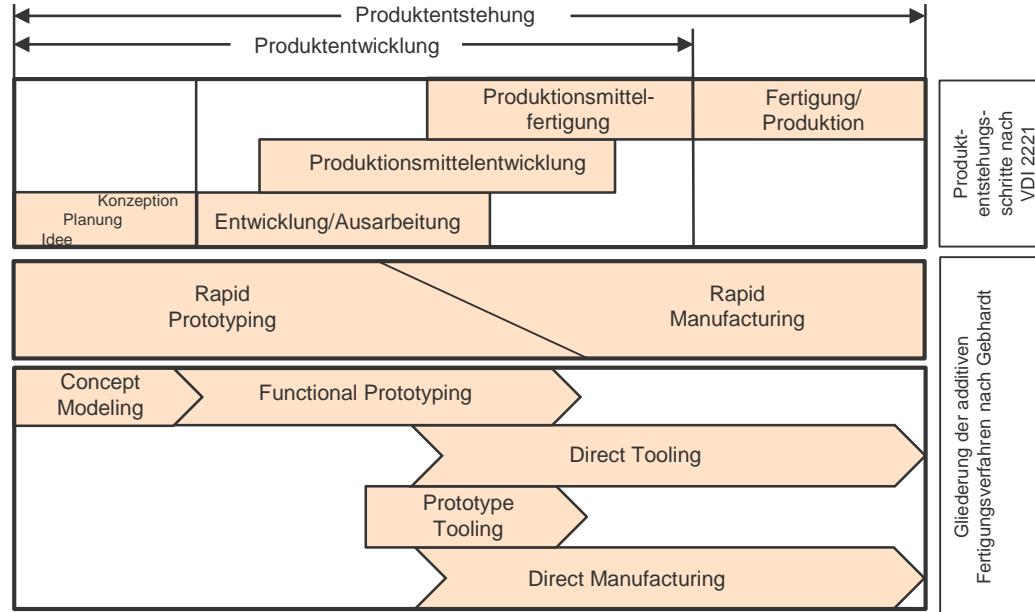 Produktentstehung
Produktentwicklung
Produktionsmittel-
fertigung
Fertigung/
Produktion
Produktionsmittelentwicklung
Konzeption
Planung
Idee
Entwicklung/Ausarbeitung
Produkt-
entstehungs-
schritte nach
VDI 2221
Rapid
Prototyping
Rapid
Manufacturing
Concept
Modeling
Functional Prototyping
Direct Tooling
Prototype
Tooling
Direct Manufacturing
Gliederung der additiven
Fertigungsverfahren nach Gebhardt